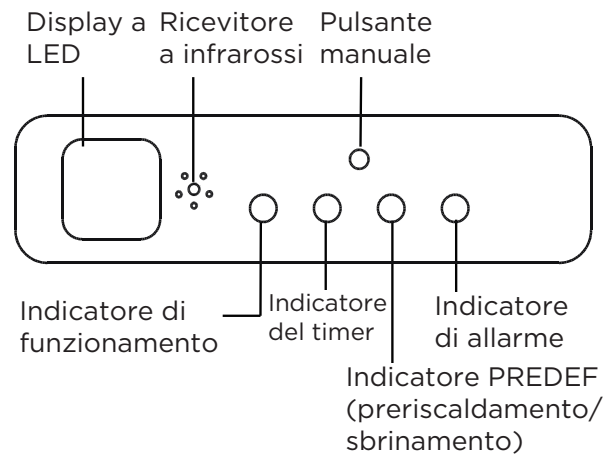 Display a
LED
Ricevitore
a infrarossi
Pulsante
manuale
Indicatore di
funzionamento
Indicatore
del timer
Indicatore
di allarme
Indicatore PREDEF
(preriscaldamento/
sbrinamento)